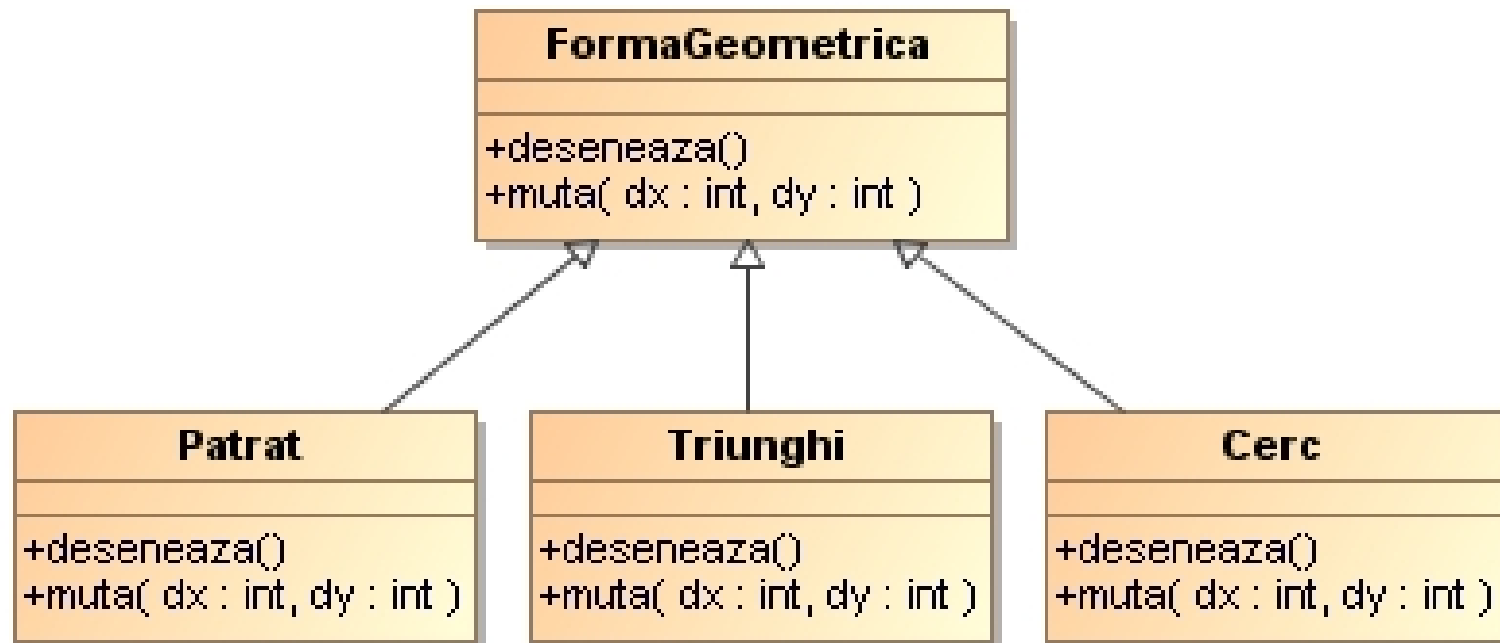 FormaGeometrica
+deseneaza()
+muta( dx : int, dy : int )
Patrat
+deseneaza()
+muta( dx : int, dy : int )
Triunghi
+deseneaza()
+muta( dx : int, dy : int )
Cerc
+deseneaza()
+muta( dx : int, dy : int )